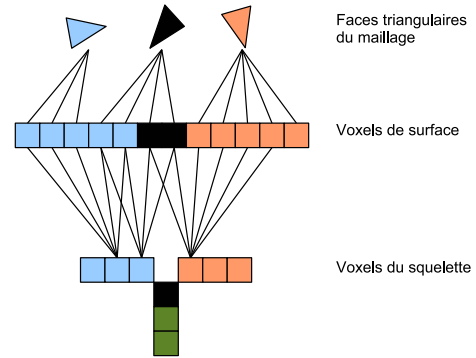 Faces triangulaires
du maillage
Voxels de surface
Voxels du squelette